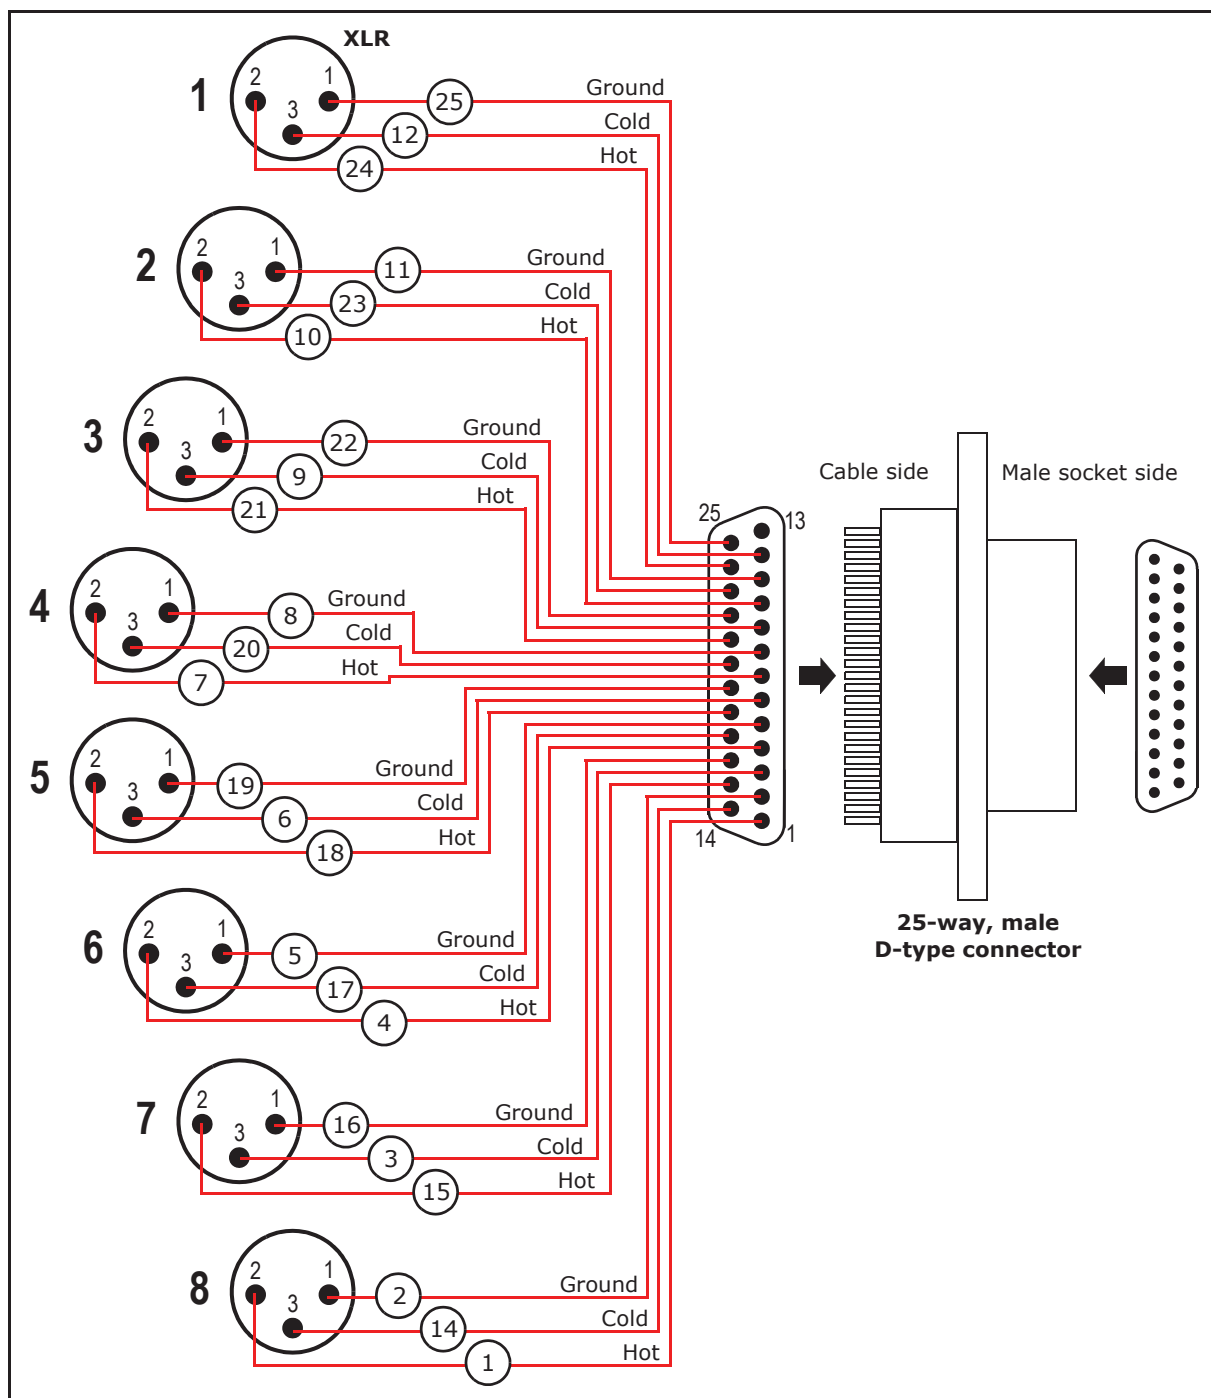 XLR
1
2
1
3
25
Ground
12
Cold
24
Hot
2
2
1
3
11
Ground
23
Cold
10
Hot
3
2
1
3
22
Ground
9
Cold
21
Hot
4
2
1
3
8
Ground
20
Cold
7
Hot
5
2
1
3
19
Ground
6
Cold
18
Hot
6
2
1
3
5
Ground
17
Cold
4
Hot
7
2
1
3
16
Ground
3
Cold
15
Hot
8
2
1
3
2
Ground
14
Cold
1
Hot
25
13
14
1
Cable side
Male socket side
25-way, male
D-type connector